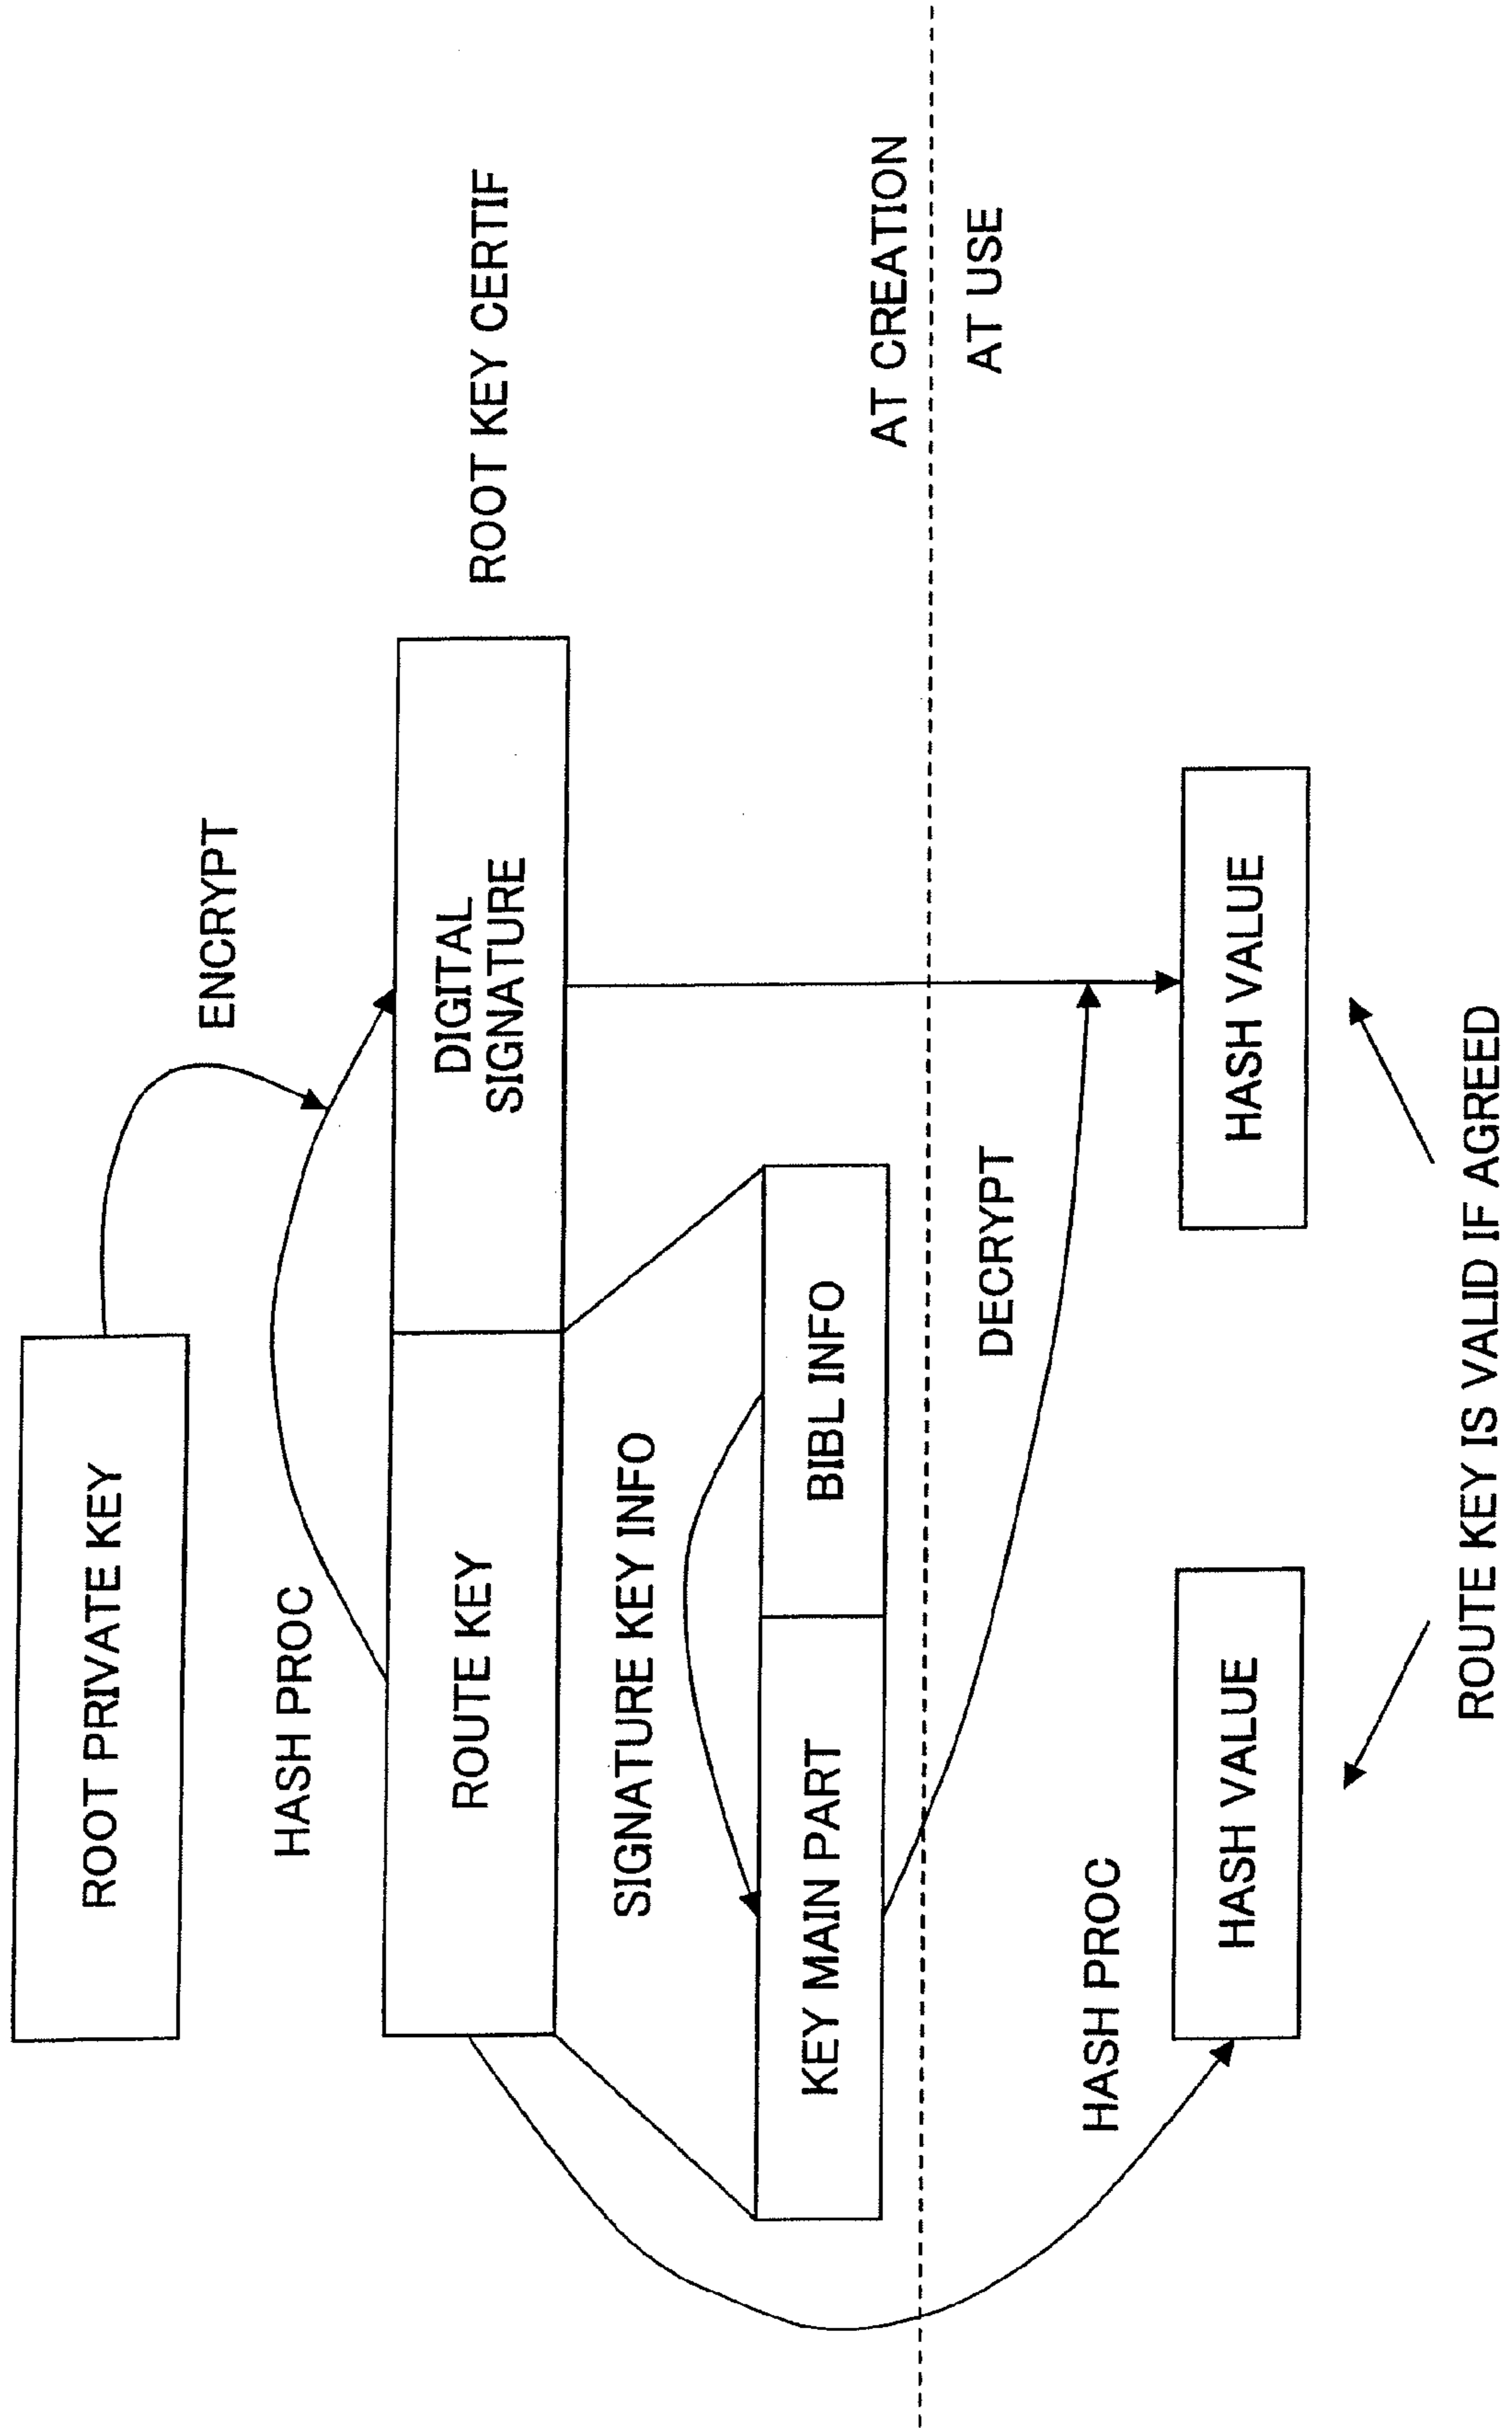 ROOT PRIVATE KEY
ENCRYPT
HASH PROC
ROUTE KEY
DIGITAL
SIGNATURE
ROOT KEY CERTIF
SIGNATURE KEY INFO
KEY MAIN PART
BIBL INFO
AT CREATION
AT USE
DECRYPT
HASH PROC
HASH VALUE
HASH VALUE
ROUTE KEY IS VALID IF AGREED